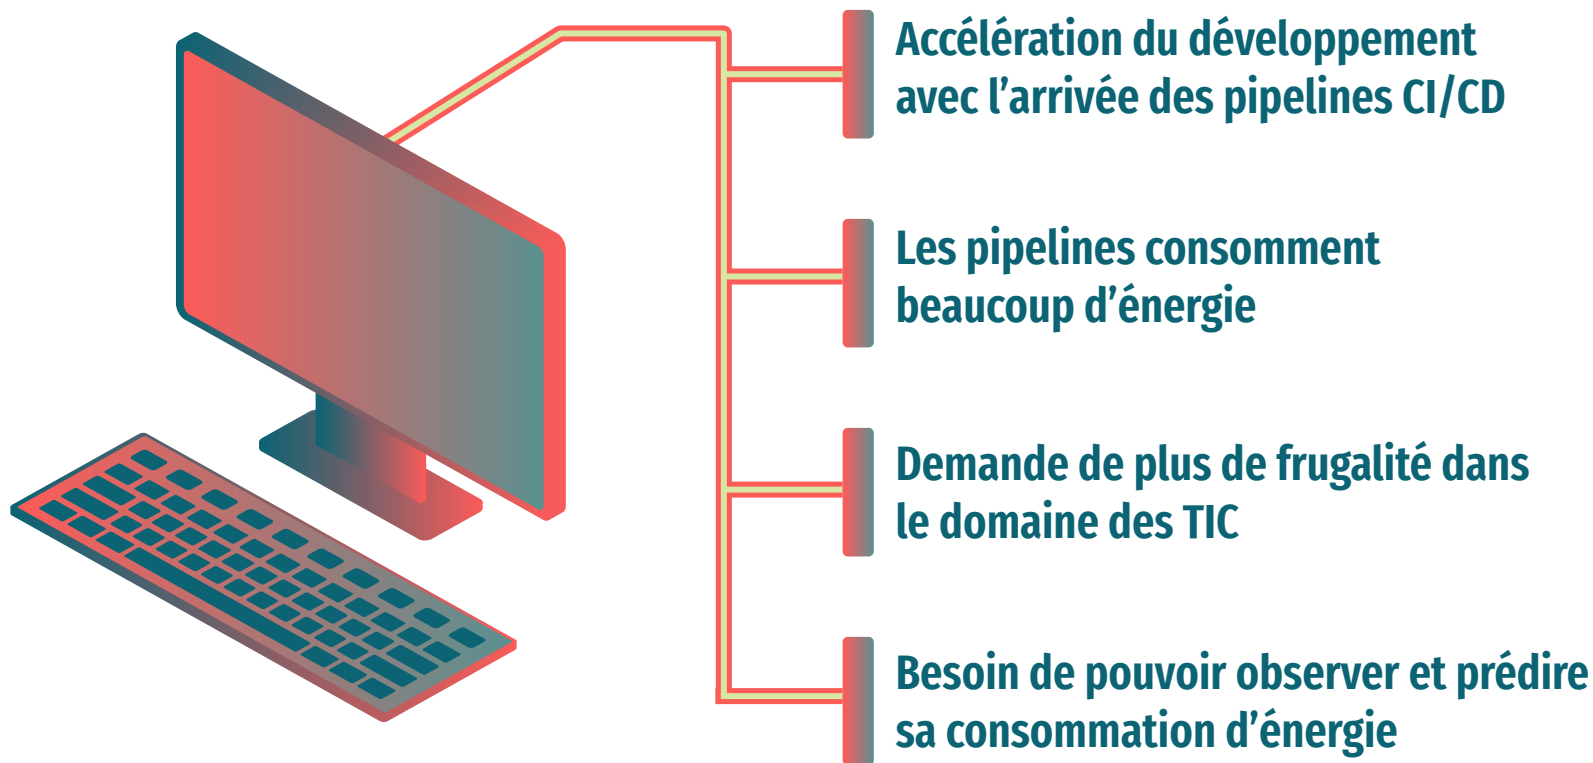 Accélération du développement
avec l’arrivée des pipelines CI/CD
Les pipelines consomment
beaucoup d’énergie
Demande de plus de frugalité dans
le domaine des TIC
Besoin de pouvoir observer et prédire
sa consommation d’énergie